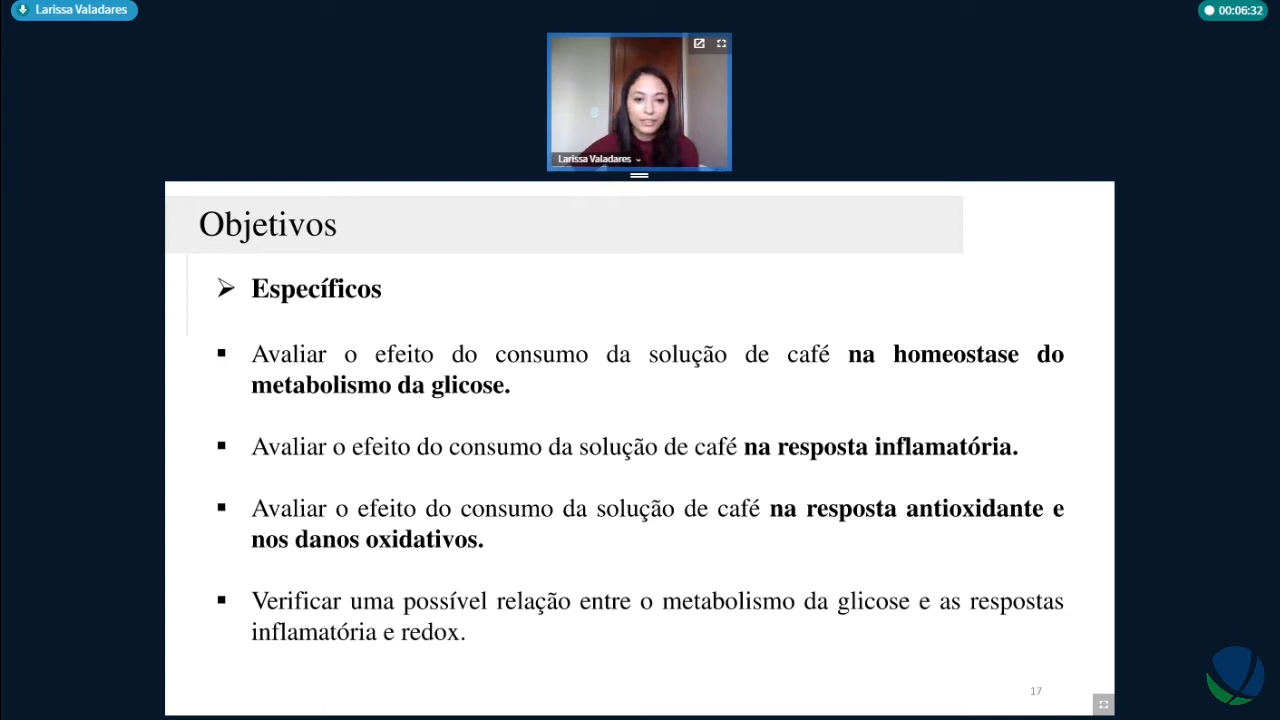 Larissa Valadares
00:06:32
Larissa Valadares
Objetivos
Específicos
Avaliar o efeito do consumo da solução de café na homeostase do
metabolismo da glicose.
Avaliar o efeito do consumo da solução de café na resposta inflamatória.
Avaliar o efeito do consumo da solução de café na resposta antioxidante e
nos danos oxidativos.
Verificar uma possível relação entre o metabolismo da glicose e as respostas
inflamatória e redox.
17